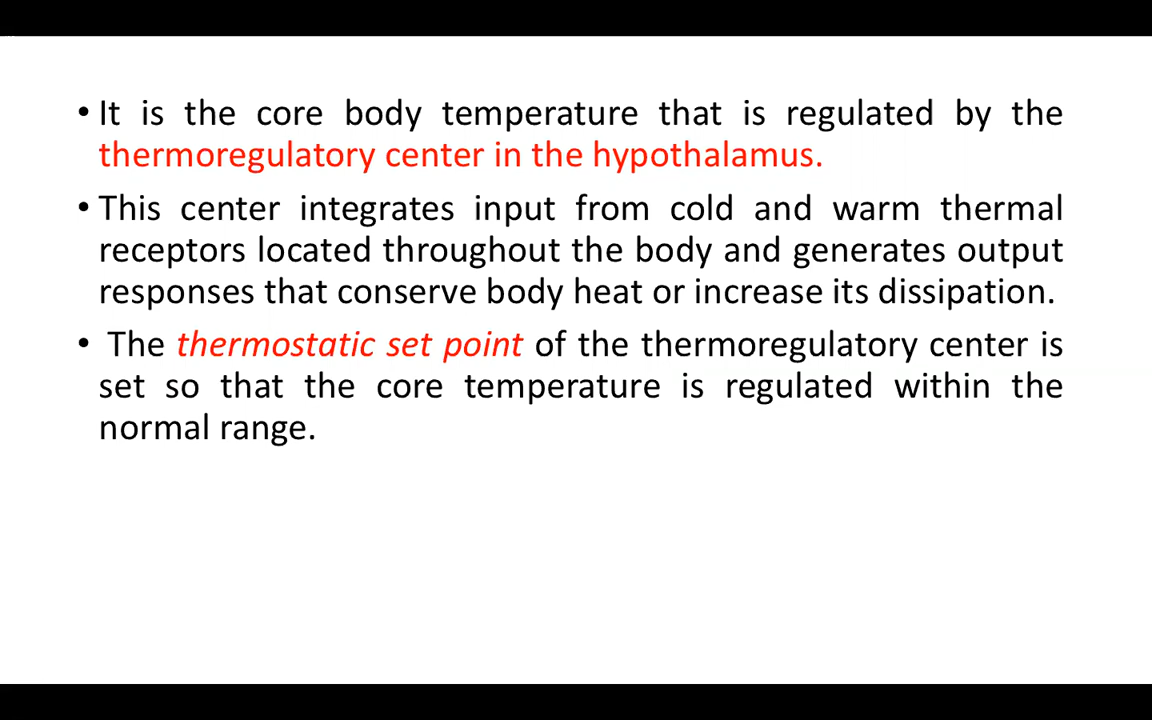 • It is the core body temperature that is regulated by the
thermoregulatory center in the hypothalamus.
• This center integrates input from cold and warm thermal
receptors located throughout the body and generates output
responses that conserve body heat or increase its dissipation.
• The thermostatic set point of the thermoregulatory center is
set so that the core temperature is regulated within the
normal range.